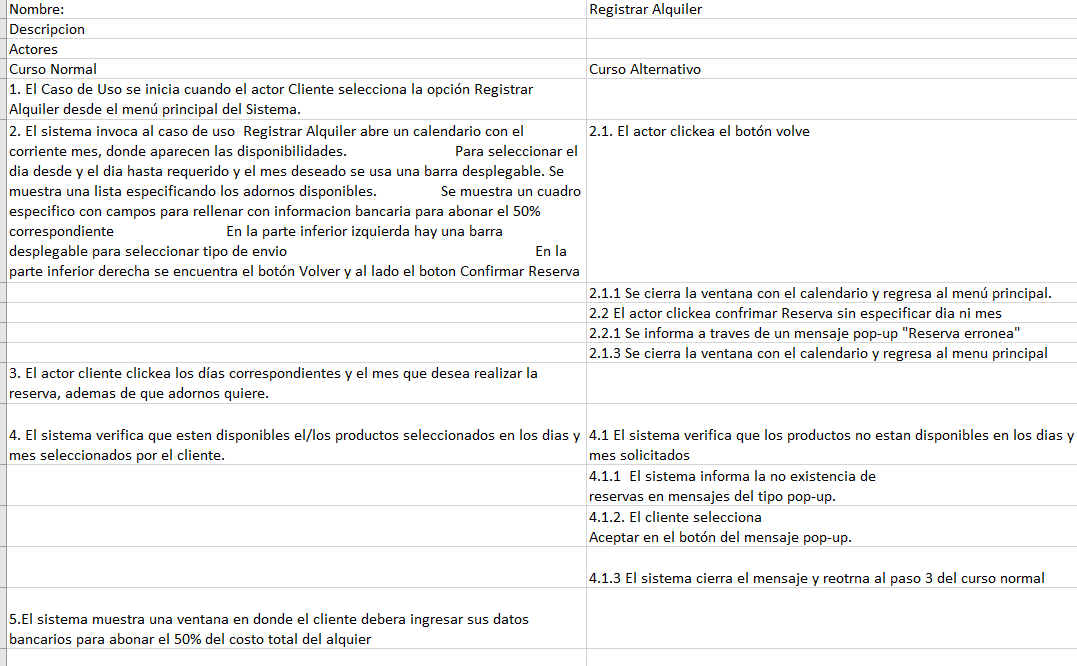 Nombre: Registrar Alquiler
Descripcion
Actores
Curso Normal Curso Alternativo
1. El Caso de Uso se inicia cuando el actor Cliente selecciona la opción Registrar
Alquiler desde el menú principal del Sistema.
2. El sistema invoca al caso de uso  Registrar Alquiler abre un calendario con el
corriente mes, donde aparecen las disponibilidades. Para seleccionar el
dia desde y el dia hasta requerido y el mes deseado se usa una barra desplegable. Se
muestra una lista especificando los adornos disponibles. Se muestra un cuadro
especifico con campos para rellenar con informacion bancaria para abonar el 50%
correspondiente En la parte inferior izquierda hay una barra
desplegable para seleccionar tipo de envio En la
parte inferior derecha se encuentra el botón Volver y al lado el boton Confirmar Reserva
2.1. El actor clickea el botón volve
2.1.1 Se cierra la ventana con el calendario y regresa al menú principal.
2.2 El actor clickea confrimar Reserva sin especificar dia ni mes
2.2.1 Se informa a traves de un mensaje pop-up "Reserva erronea"
2.1.3 Se cierra la ventana con el calendario y regresa al menu principal
3. El actor cliente clickea los días correspondientes y el mes que desea realizar la
reserva, ademas de que adornos quiere.
4. El sistema verifica que esten disponibles el/los productos seleccionados en los dias y
mes seleccionados por el cliente.
4.1 El sistema verifica que los productos no estan disponibles en los dias y
mes solicitados
4.1.1  El sistema informa la no existencia de
reservas en mensajes del tipo pop-up.
4.1.2. El cliente selecciona
Aceptar en el botón del mensaje pop-up.
4.1.3 El sistema cierra el mensaje y reotrna al paso 3 del curso normal
5.El sistema muestra una ventana en donde el cliente debera ingresar sus datos
bancarios para abonar el 50% del costo total del alquier